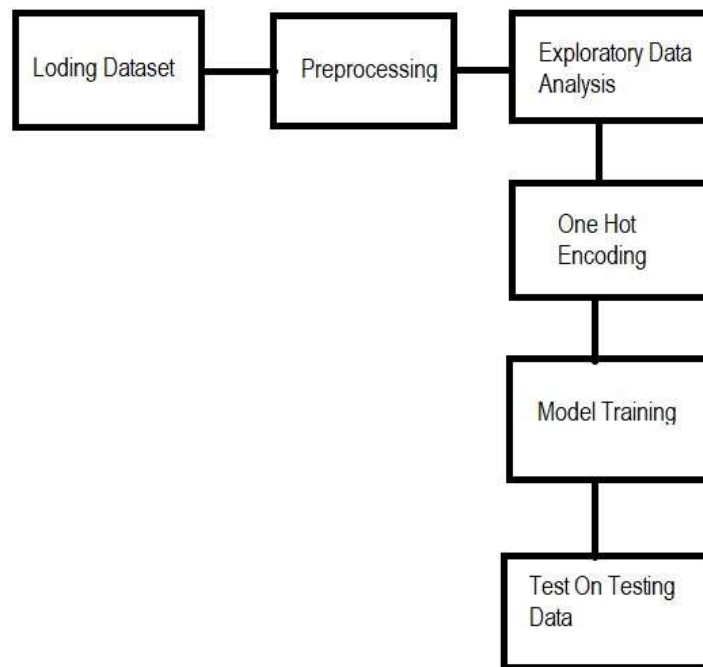 Loding Dataset
Preprocessing
Exploratory Data
Analysis
One Hot
Encoding
Model Training
Test On Testing
Data